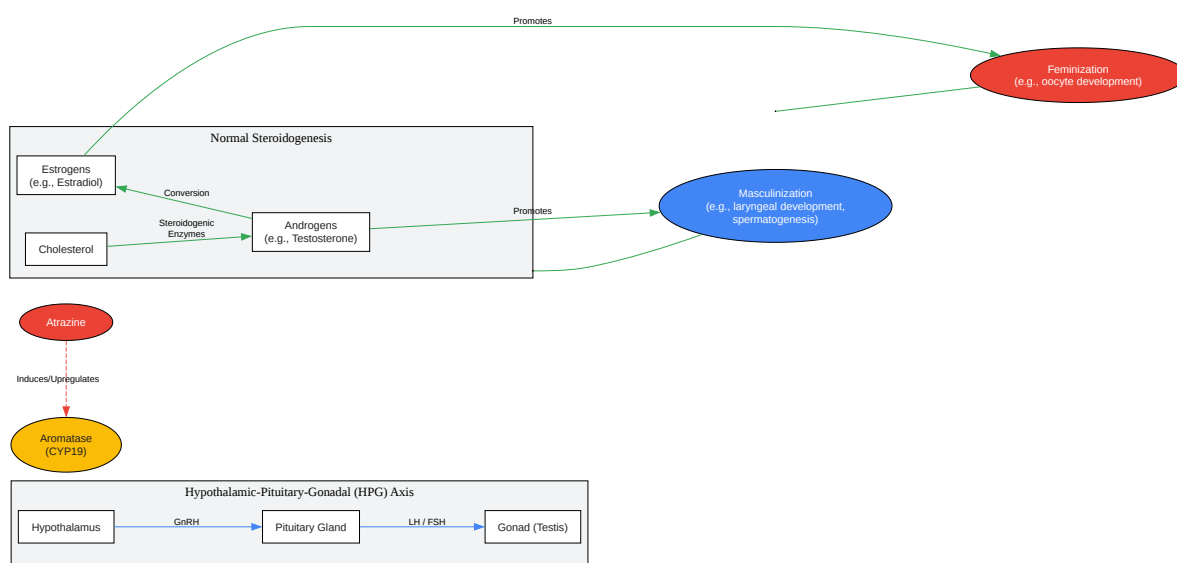 Promotes
Feminization
(e.g., oocyte development)
Normal Steroidogenesis
Estrogens
(e.g., Estradiol)
Conversion
Masculinization
(e.g., laryngeal development,
spermatogenesis)
Promotes
Steroidogenic
Enzymes
Androgens
(e.g., Testosterone)
Cholesterol
Atrazine
Induces/Upregulates
Aromatase
(CYP19)
Hypothalamic-Pituitary-Gonadal (HPG) Axis
Hypothalamus
GnRH
Pituitary Gland
LH / FSH
Gonad (Testis)